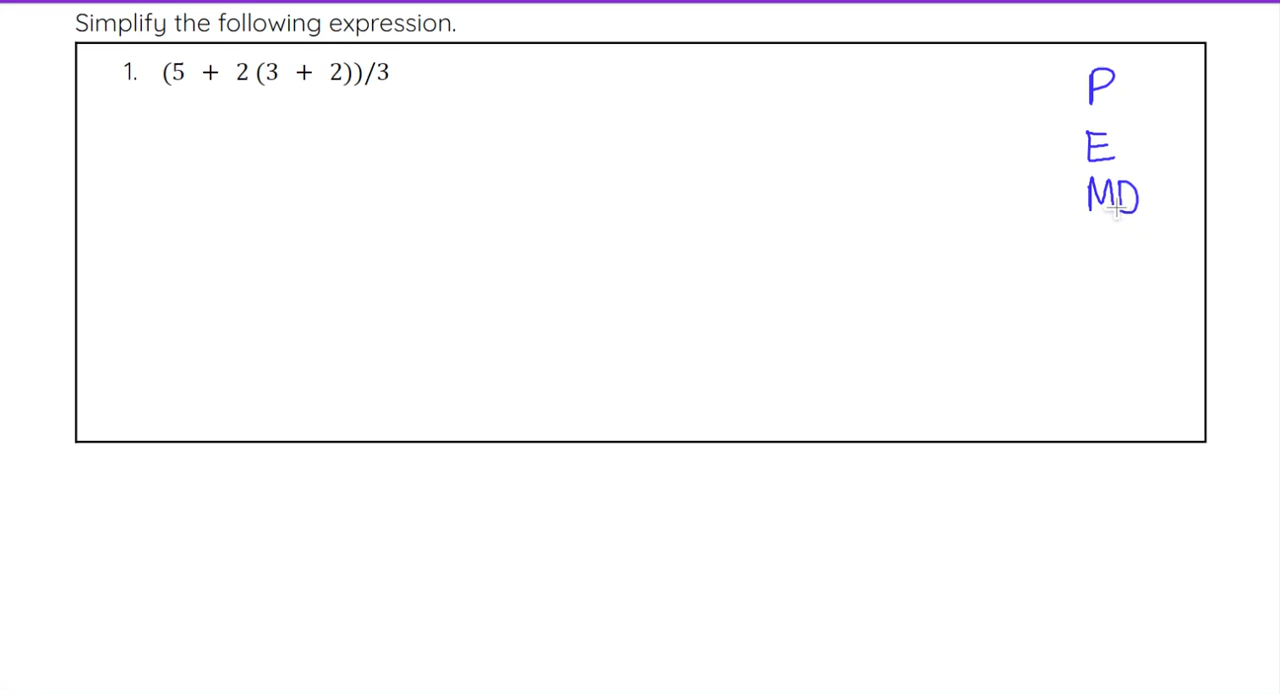 Simplify the following expression.
1. (5 + 2 (3 + 2))/3
P
E
MD